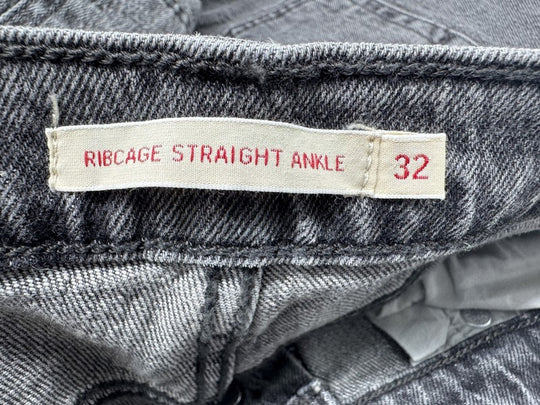 RIBCAGE STRAIGHT ANKLE 32